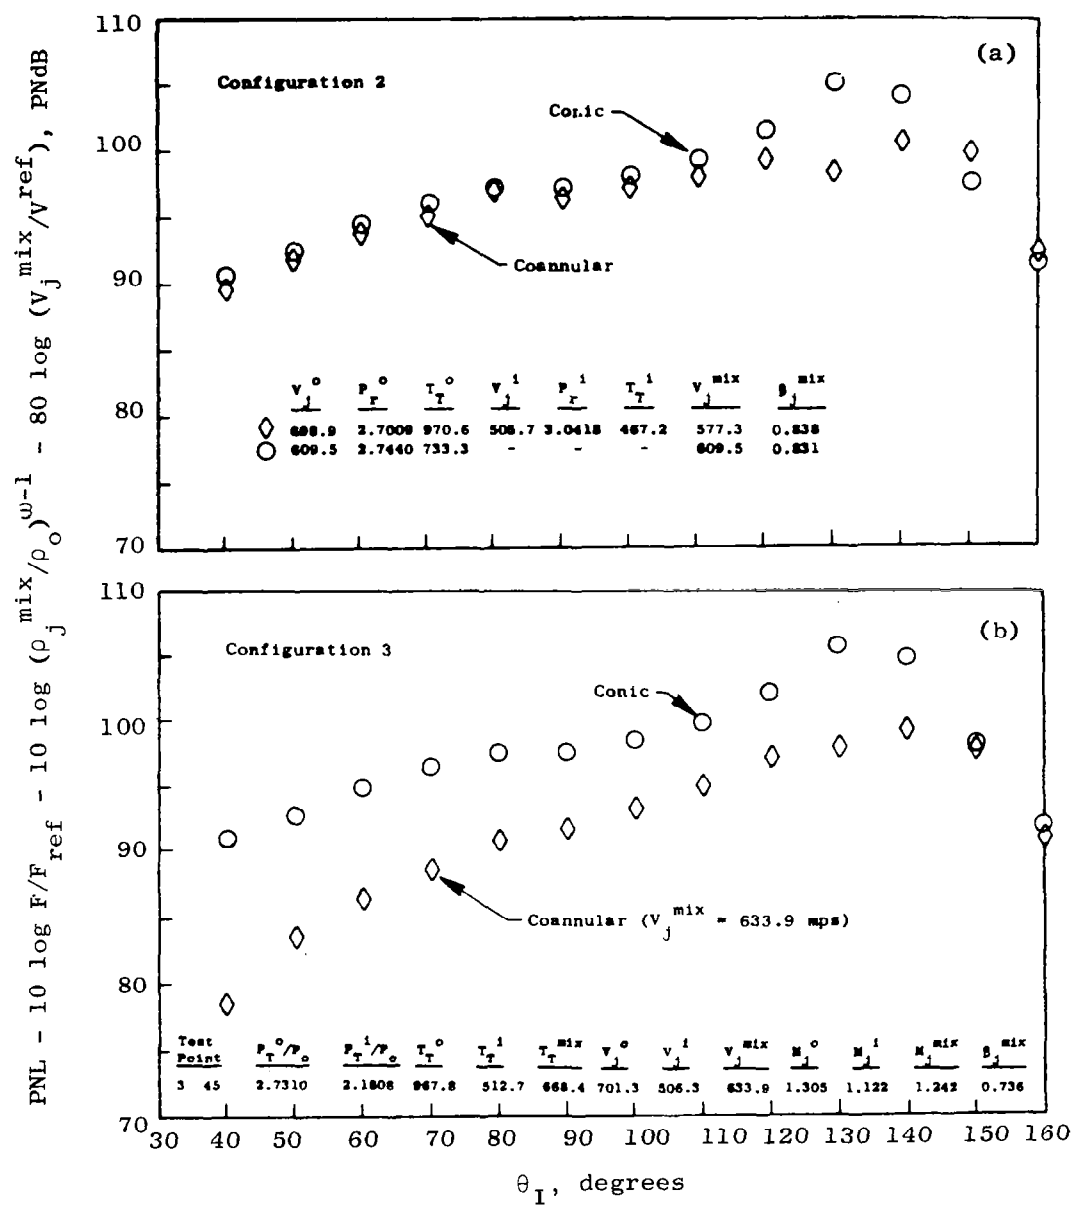 PNL - 10 log F/F_ref - 10 log (ρ_j^mix/ρ_o)^ω-1 - 80 log (V_j^mix/V^ref), PNdB
110
100
90
80
70
(a)
Configuration 2
Conic
Coannular
V_j^o P_r^o T_T^o V_j^i P_r^i T_T^i V_j^mix β_j^mix
698.9 2.7009 970.6 508.7 3.0418 467.2 577.3 0.838
609.5 2.7440 733.3 - - - 609.5 0.831
110
100
90
80
70
(b)
Configuration 3
Conic
Coannular (V_j^mix = 633.9 mps)
Test Point P_T^o/P_o P_T^i/P_o T_T^o T_T^i T_T^mix V_j^o V_j^i V_j^mix M_j^o M_j^i M_j^mix β_j^mix
3 45 2.7310 2.1808 967.8 512.7 668.4 701.3 506.3 633.9 1.305 1.122 1.242 0.736
30 40 50 60 70 80 90 100 110 120 130 140 150 160
θ_I, degrees